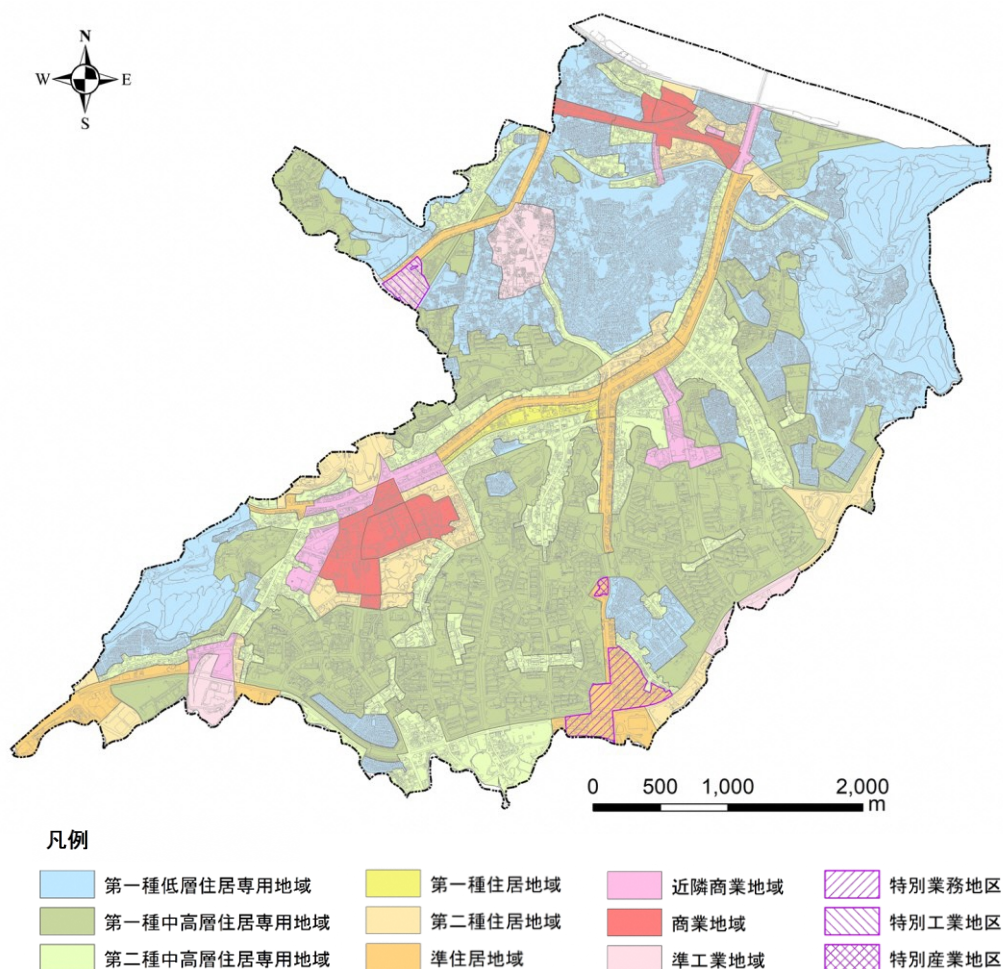 N
W E
S
0 500 1,000 2,000
m
凡例
第一種低層住居専用地域
第一種中高層住居専用地域
第二種中高層住居専用地域
第一種住居地域
第二種住居地域
準住居地域
近隣商業地域
商業地域
準工業地域
特別業務地区
特別工業地区
特別産業地区